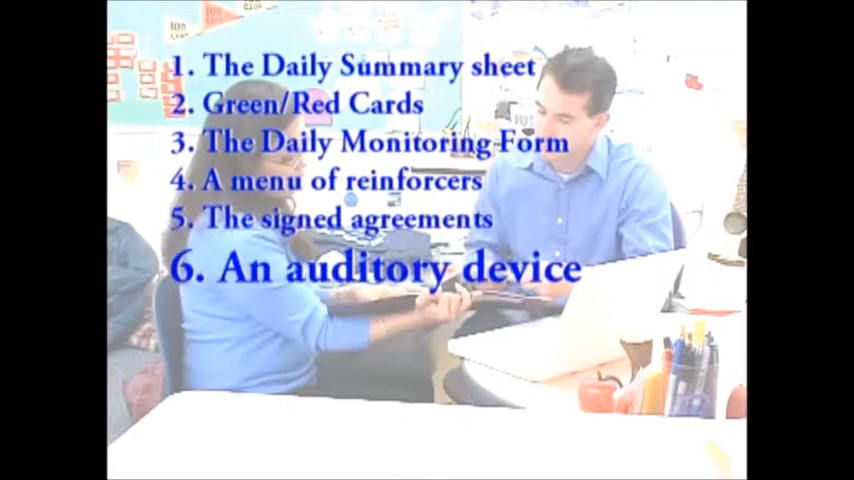 1. The Daily Summary sheet
2. Green/Red Cards
3. The Daily Monitoring Form
4. A menu of reinforcers
5. The signed agreements
6. An auditory device